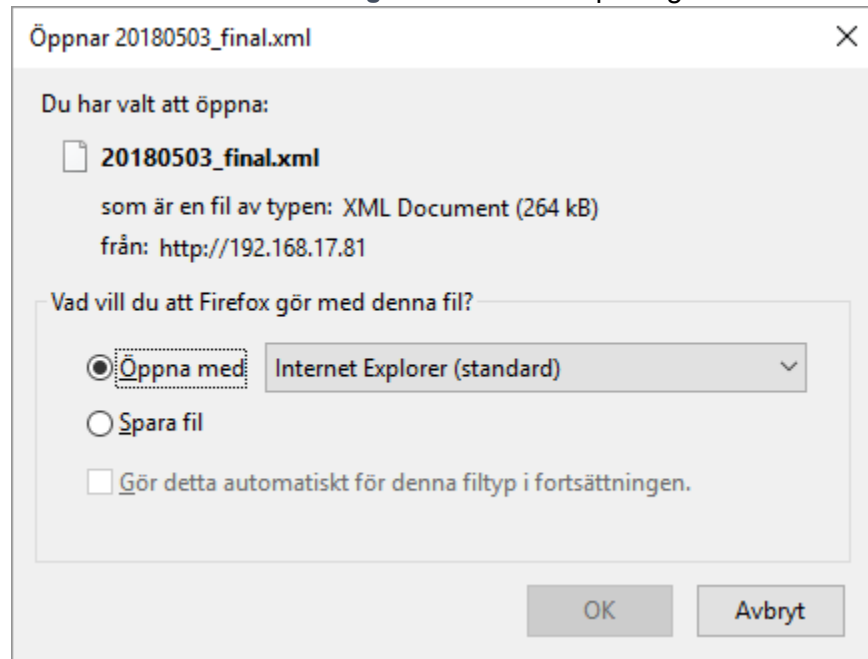 Öppnar 20180503_final.xml
Du har valt att öppna:
20180503_final.xml
som är en fil av typen: XML Document (264 kB)
från: http://192.168.17.81
Vad vill du att Firefox gör med denna fil?
Öppna med Internet Explorer (standard)
Spara fil
Gör detta automatiskt för denna filtyp i fortsättningen.
OK Avbryt